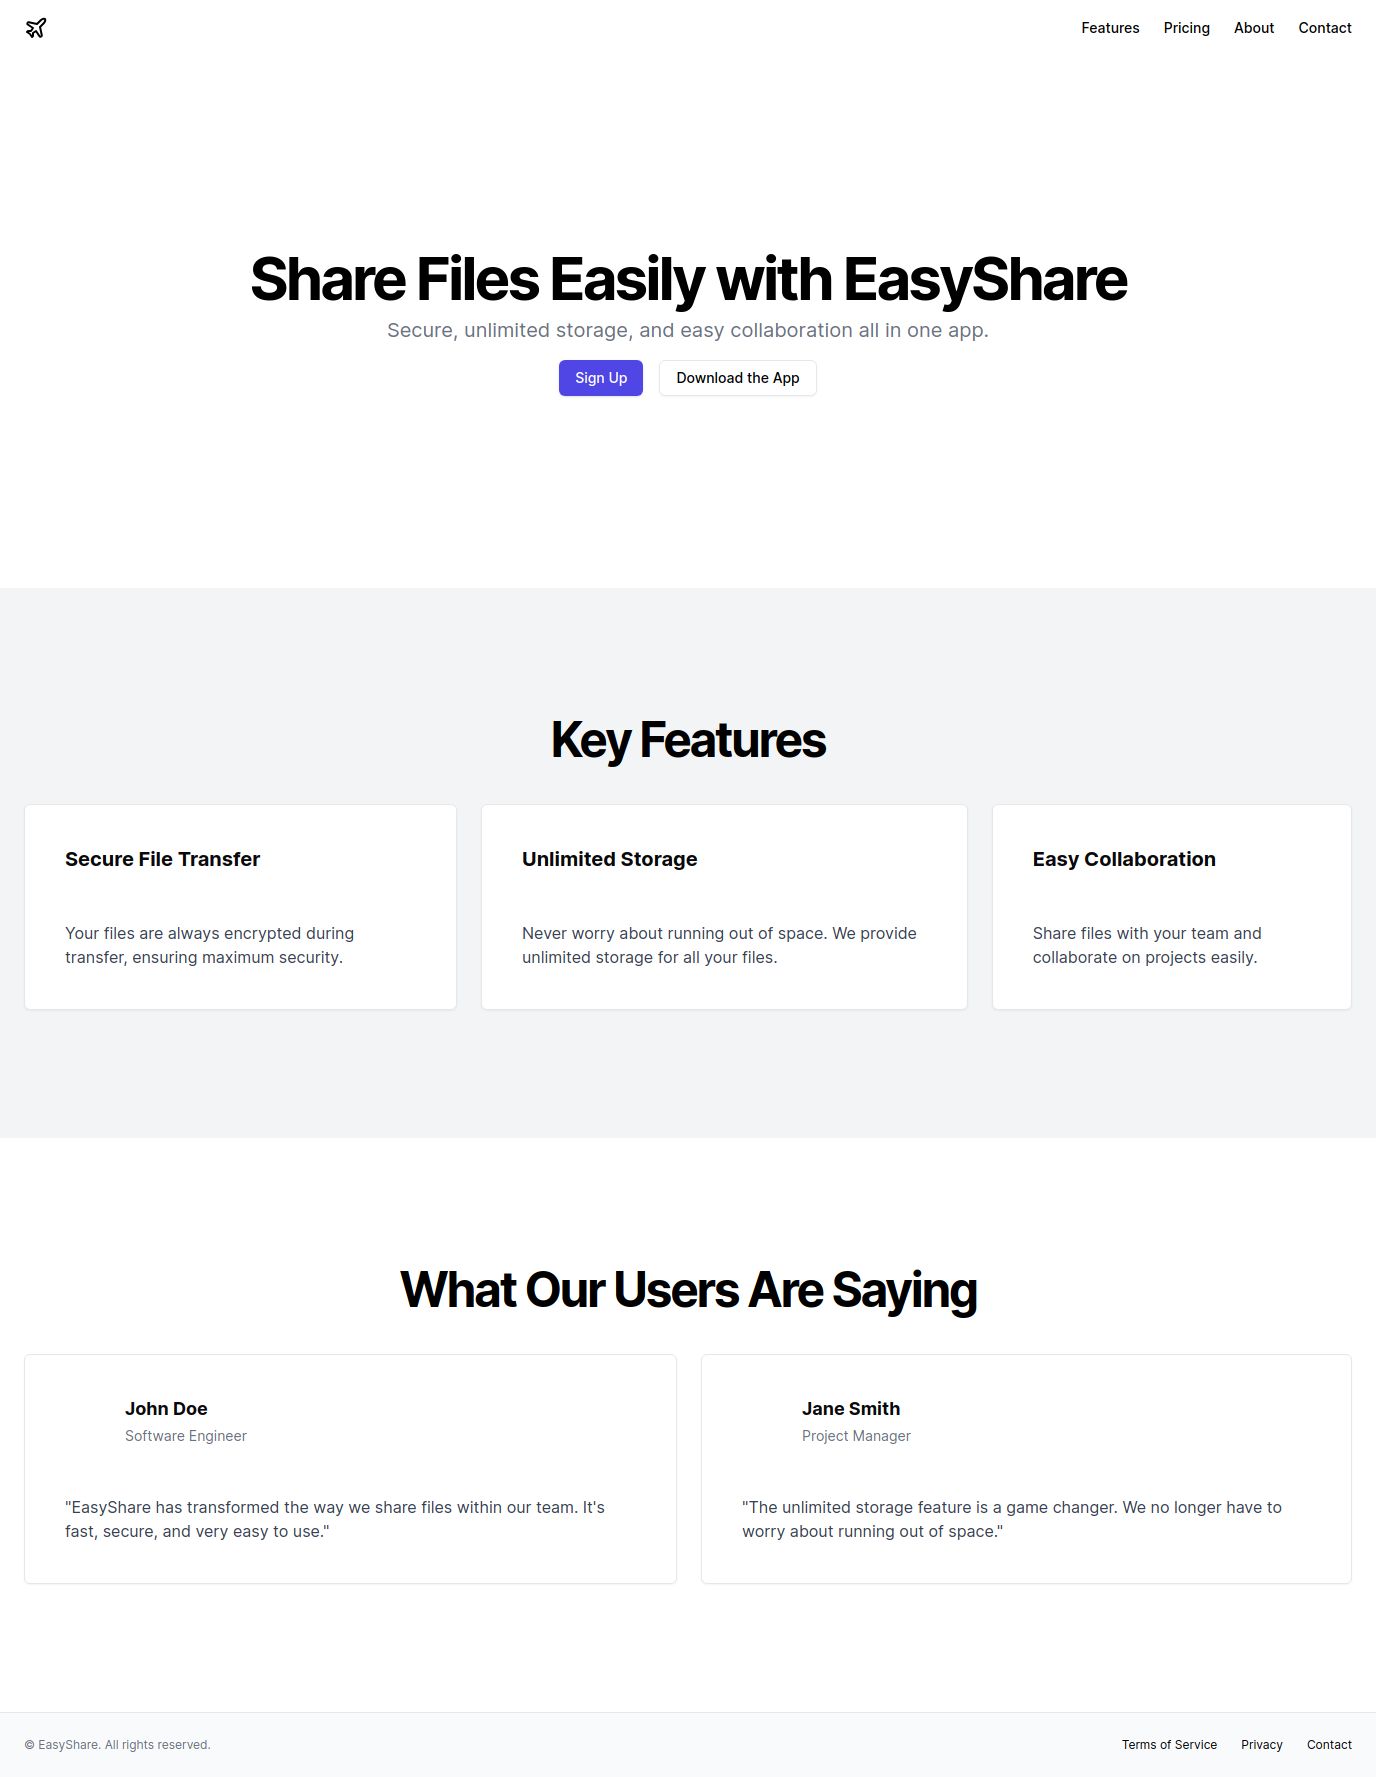 Features Pricing About Contact
Share Files Easily with EasyShare
Secure, unlimited storage, and easy collaboration all in one app.
Sign Up Download the App
Key Features
Secure File Transfer
Your files are always encrypted during
transfer, ensuring maximum security.
Unlimited Storage
Never worry about running out of space. We provide
unlimited storage for all your files.
Easy Collaboration
Share files with your team and
collaborate on projects easily.
What Our Users Are Saying
John Doe
Software Engineer
"EasyShare has transformed the way we share files within our team. It's
fast, secure, and very easy to use."
Jane Smith
Project Manager
"The unlimited storage feature is a game changer. We no longer have to
worry about running out of space."
© EasyShare. All rights reserved.
Terms of Service Privacy Contact